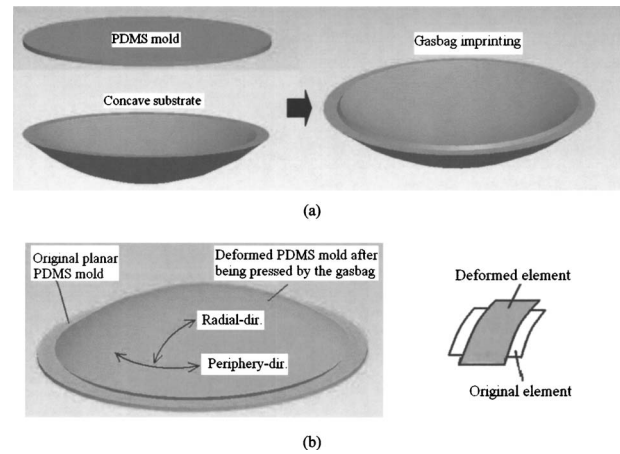 PDMS mold
Gasbag imprinting
Concave substrate
(a)
Original planar
PDMS mold
Deformed PDMS mold after
being pressed by the gasbag
Radial-dir.
Periphery-dir.
Deformed element
Original element
(b)